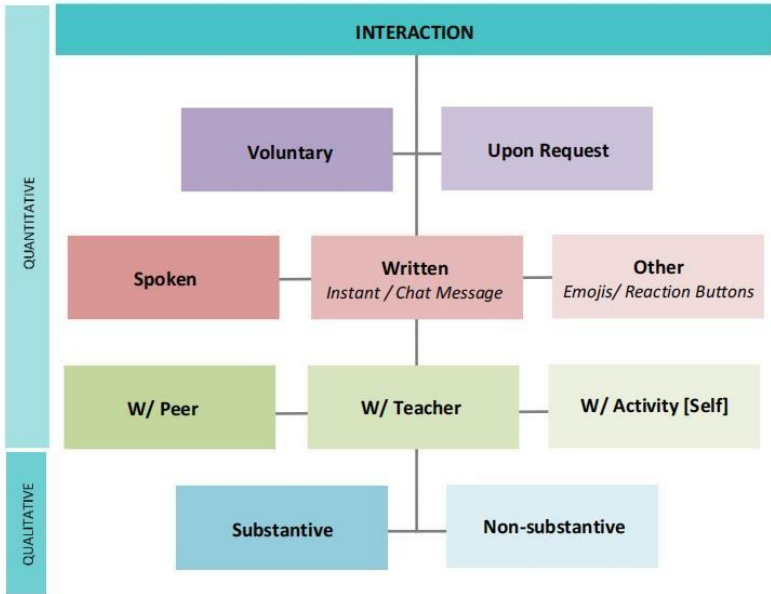 INTERACTION
QUANTITATIVE
Voluntary
Upon Request
Spoken
Written
Instant / Chat Message
Other
Emojis/ Reaction Buttons
W/ Peer
W/ Teacher
W/ Activity [Self]
QUALITATIVE
Substantive
Non-substantive